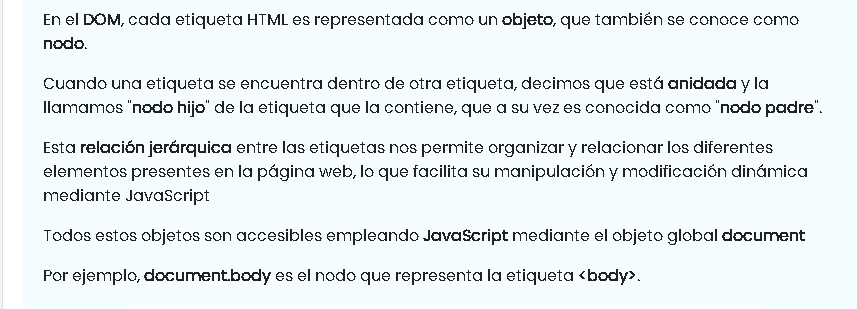 En el DOM, cada etiqueta HTML es representada como un objeto, que también se conoce como
nodo.
Cuando una etiqueta se encuentra dentro de otra etiqueta, decimos que está anidada y la
llamamos "nodo hijo" de la etiqueta que la contiene, que a su vez es conocida como "nodo padre".
Esta relación jerárquica entre las etiquetas nos permite organizar y relacionar los diferentes
elementos presentes en la página web, lo que facilita su manipulación y modificación dinámica
mediante JavaScript
Todos estos objetos son accesibles empleando JavaScript mediante el objeto global document
Por ejemplo, document.body es el nodo que representa la etiqueta <body>.